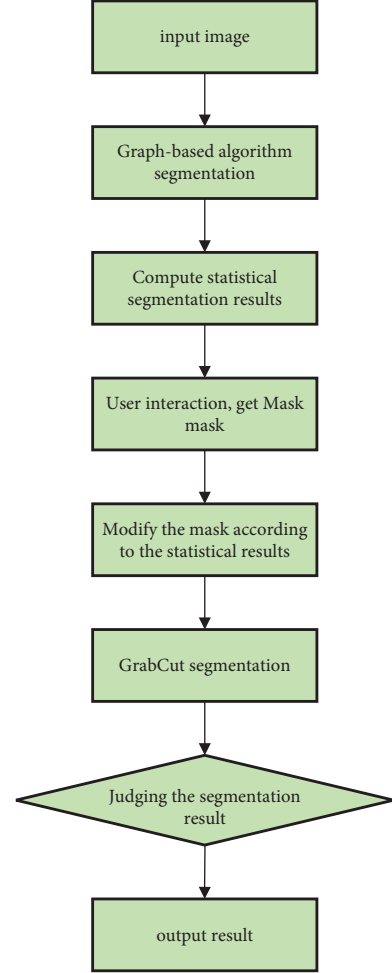 input image
Graph-based algorithm
segmentation
Compute statistical
segmentation results
User interaction, get Mask
mask
Modify the mask according
to the statistical results
GrabCut segmentation
Judging the segmentation
result
output result